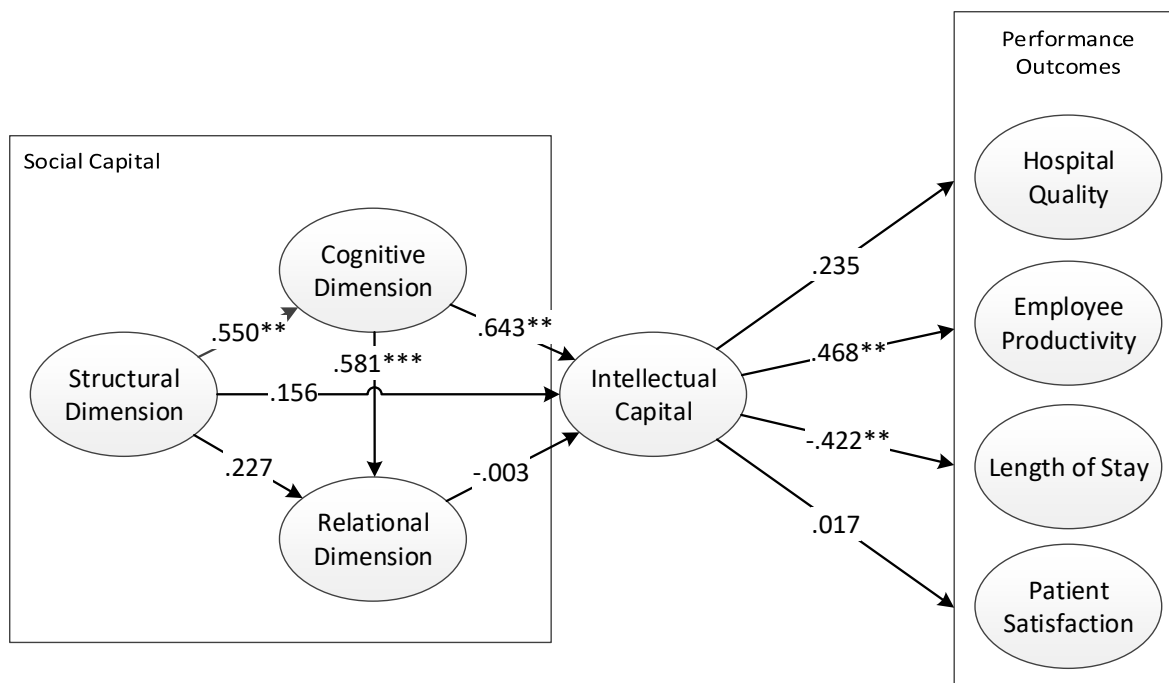 Performance
Outcomes
Hospital
Quality
Social Capital
Cognitive
Dimension
.235
Employee
Productivity
.550**
.643**
.581***
.468**
Structural
Dimension
.156
Intellectual
Capital
-.422**
.227
-.003
Length of Stay
Relational
Dimension
.017
Patient
Satisfaction